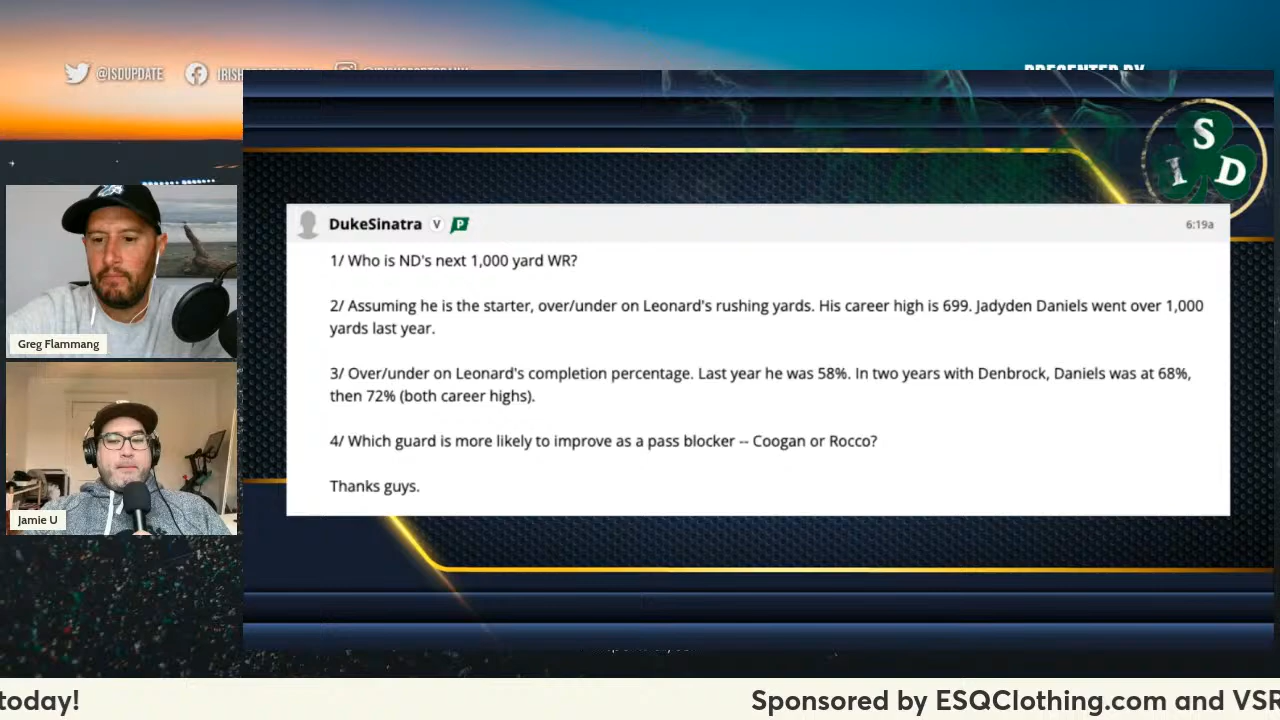 @ISDUPDATE
PRESENTED BY
I S D
DukeSinatra V P
6:19a
1/ Who is ND's next 1,000 yard WR?
2/ Assuming he is the starter, over/under on Leonard's rushing yards. His career high is 699. Jadyden Daniels went over 1,000
yards last year.
3/ Over/under on Leonard's completion percentage. Last year he was 58%. In two years with Denbrock, Daniels was at 68%,
then 72% (both career highs).
4/ Which guard is more likely to improve as a pass blocker -- Coogan or Rocco?
Thanks guys.
Greg Flammang
Jamie U
today!
Sponsored by ESQClothing.com and VSR